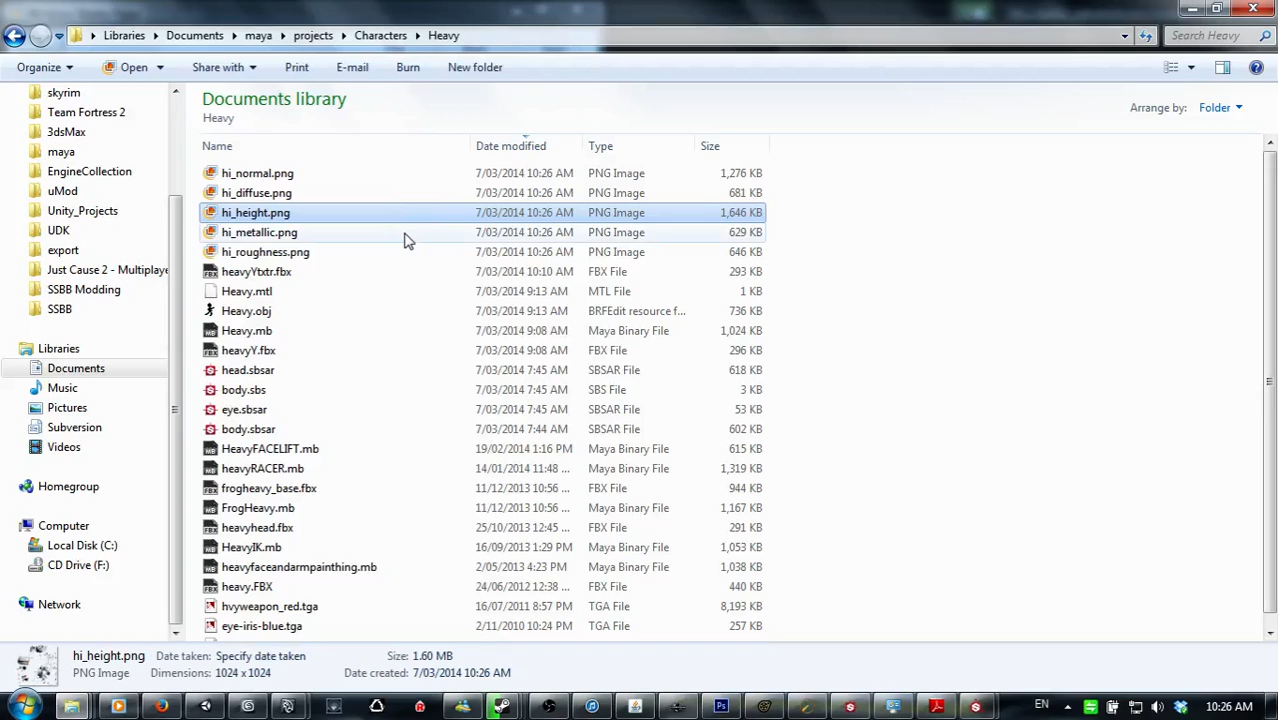 Libraries Documents maya projects Characters Heavy
Search Heavy
Organize Open Share with Print E-mail Burn New folder
skyrim
Team Fortress 2
3dsMax
maya
EngineCollection
uMod
Unity_Projects
UDK
export
Just Cause 2 - Multiplaye
SSBB Modding
SSBB
Libraries
Documents
Music
Pictures
Subversion
Videos
Homegroup
Computer
Local Disk (C:)
CD Drive (F:)
Network
Documents library
Heavy
Arrange by: Folder
Name Date modified Type Size
hi_normal.png 7/03/2014 10:26 AM PNG Image 1,276 KB
hi_diffuse.png 7/03/2014 10:26 AM PNG Image 681 KB
hi_height.png 7/03/2014 10:26 AM PNG Image 1,646 KB
hi_metallic.png 7/03/2014 10:26 AM PNG Image 629 KB
hi_roughness.png 7/03/2014 10:26 AM PNG Image 646 KB
heavyYtxtr.fbx 7/03/2014 10:10 AM FBX File 293 KB
Heavy.mtl 7/03/2014 9:13 AM MTL File 1 KB
Heavy.obj 7/03/2014 9:13 AM BRFEdit resource f... 736 KB
Heavy.mb 7/03/2014 9:08 AM Maya Binary File 1,024 KB
heavyY.fbx 7/03/2014 9:08 AM FBX File 296 KB
head.sbsar 7/03/2014 7:45 AM SBSAR File 618 KB
body.sbs 7/03/2014 7:45 AM SBS File 3 KB
eye.sbsar 7/03/2014 7:45 AM SBSAR File 53 KB
body.sbsar 7/03/2014 7:44 AM SBSAR File 602 KB
HeavyFACELIFT.mb 19/02/2014 1:16 PM Maya Binary File 615 KB
heavyRACER.mb 14/01/2014 11:48 ... Maya Binary File 1,319 KB
frogheavy_base.fbx 11/12/2013 10:56 ... FBX File 944 KB
FrogHeavy.mb 11/12/2013 10:56 ... Maya Binary File 1,167 KB
heavyhead.fbx 25/10/2013 12:45 ... FBX File 291 KB
HeavyIK.mb 16/09/2013 1:29 PM Maya Binary File 1,053 KB
heavyfaceandarmpainthing.mb 2/05/2013 4:23 PM Maya Binary File 1,038 KB
heavy.FBX 24/06/2012 12:38 ... FBX File 440 KB
hvyweapon_red.tga 16/07/2011 8:57 PM TGA File 8,193 KB
eye-iris-blue.tga 2/11/2010 10:24 PM TGA File 257 KB
hi_height.png Date taken: Specify date taken Size: 1.60 MB
PNG Image Dimensions: 1024 x 1024 Date created: 7/03/2014 10:26 AM
EN 10:26 AM